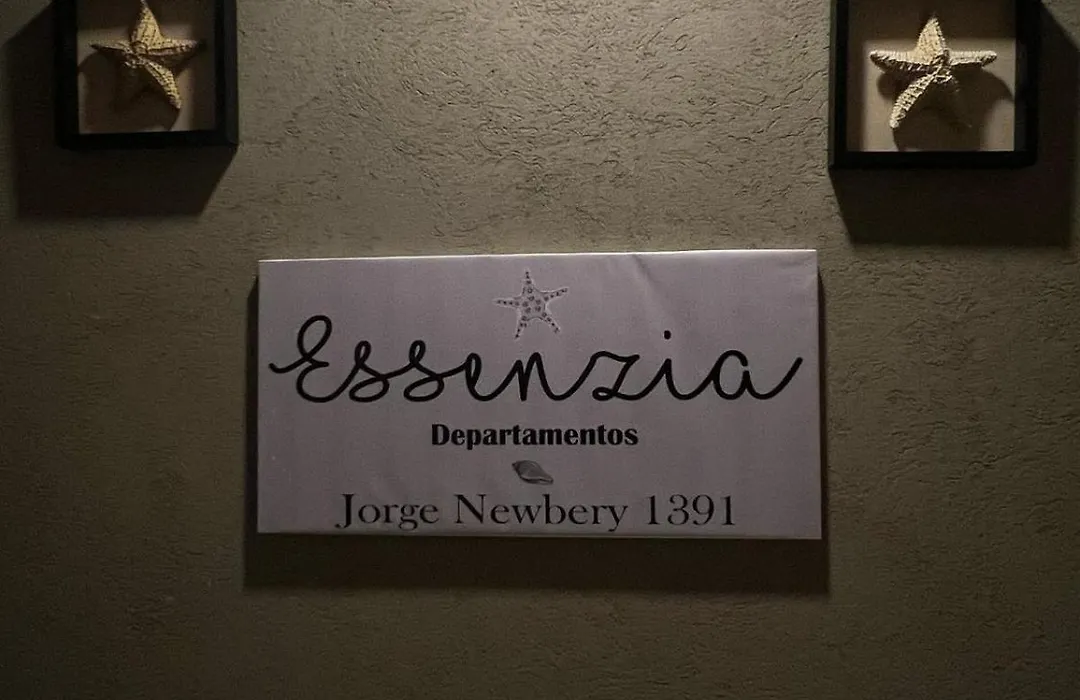 Essenzia
Departamentos
Jorge Newbery 1391